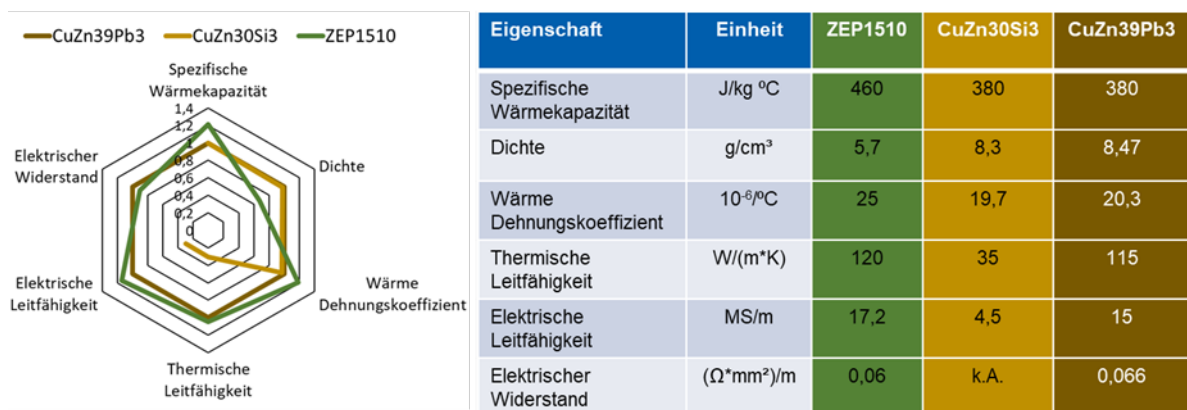 CuZn39Pb3 CuZn30Si3 ZEP1510
Spezifische
Wärmekapazität
1,4
1,2
1
0,8
0,6
0,4
0,2
0
Dichte
Wärme
Dehnungskoeffizient
Thermische
Leitfähigkeit
Elektrische
Leitfähigkeit
Elektrischer
Widerstand
Eigenschaft Einheit ZEP1510 CuZn30Si3 CuZn39Pb3
Spezifische
Wärmekapazität
J/kg ºC 460 380 380
Dichte g/cm³ 5,7 8,3 8,47
Wärme
Dehnungskoeffizient
10⁻⁶/ºC 25 19,7 20,3
Thermische
Leitfähigkeit
W/(m*K) 120 35 115
Elektrische
Leitfähigkeit
MS/m 17,2 4,5 15
Elektrischer
Widerstand
(Ω*mm²)/m 0,06 k.A. 0,066